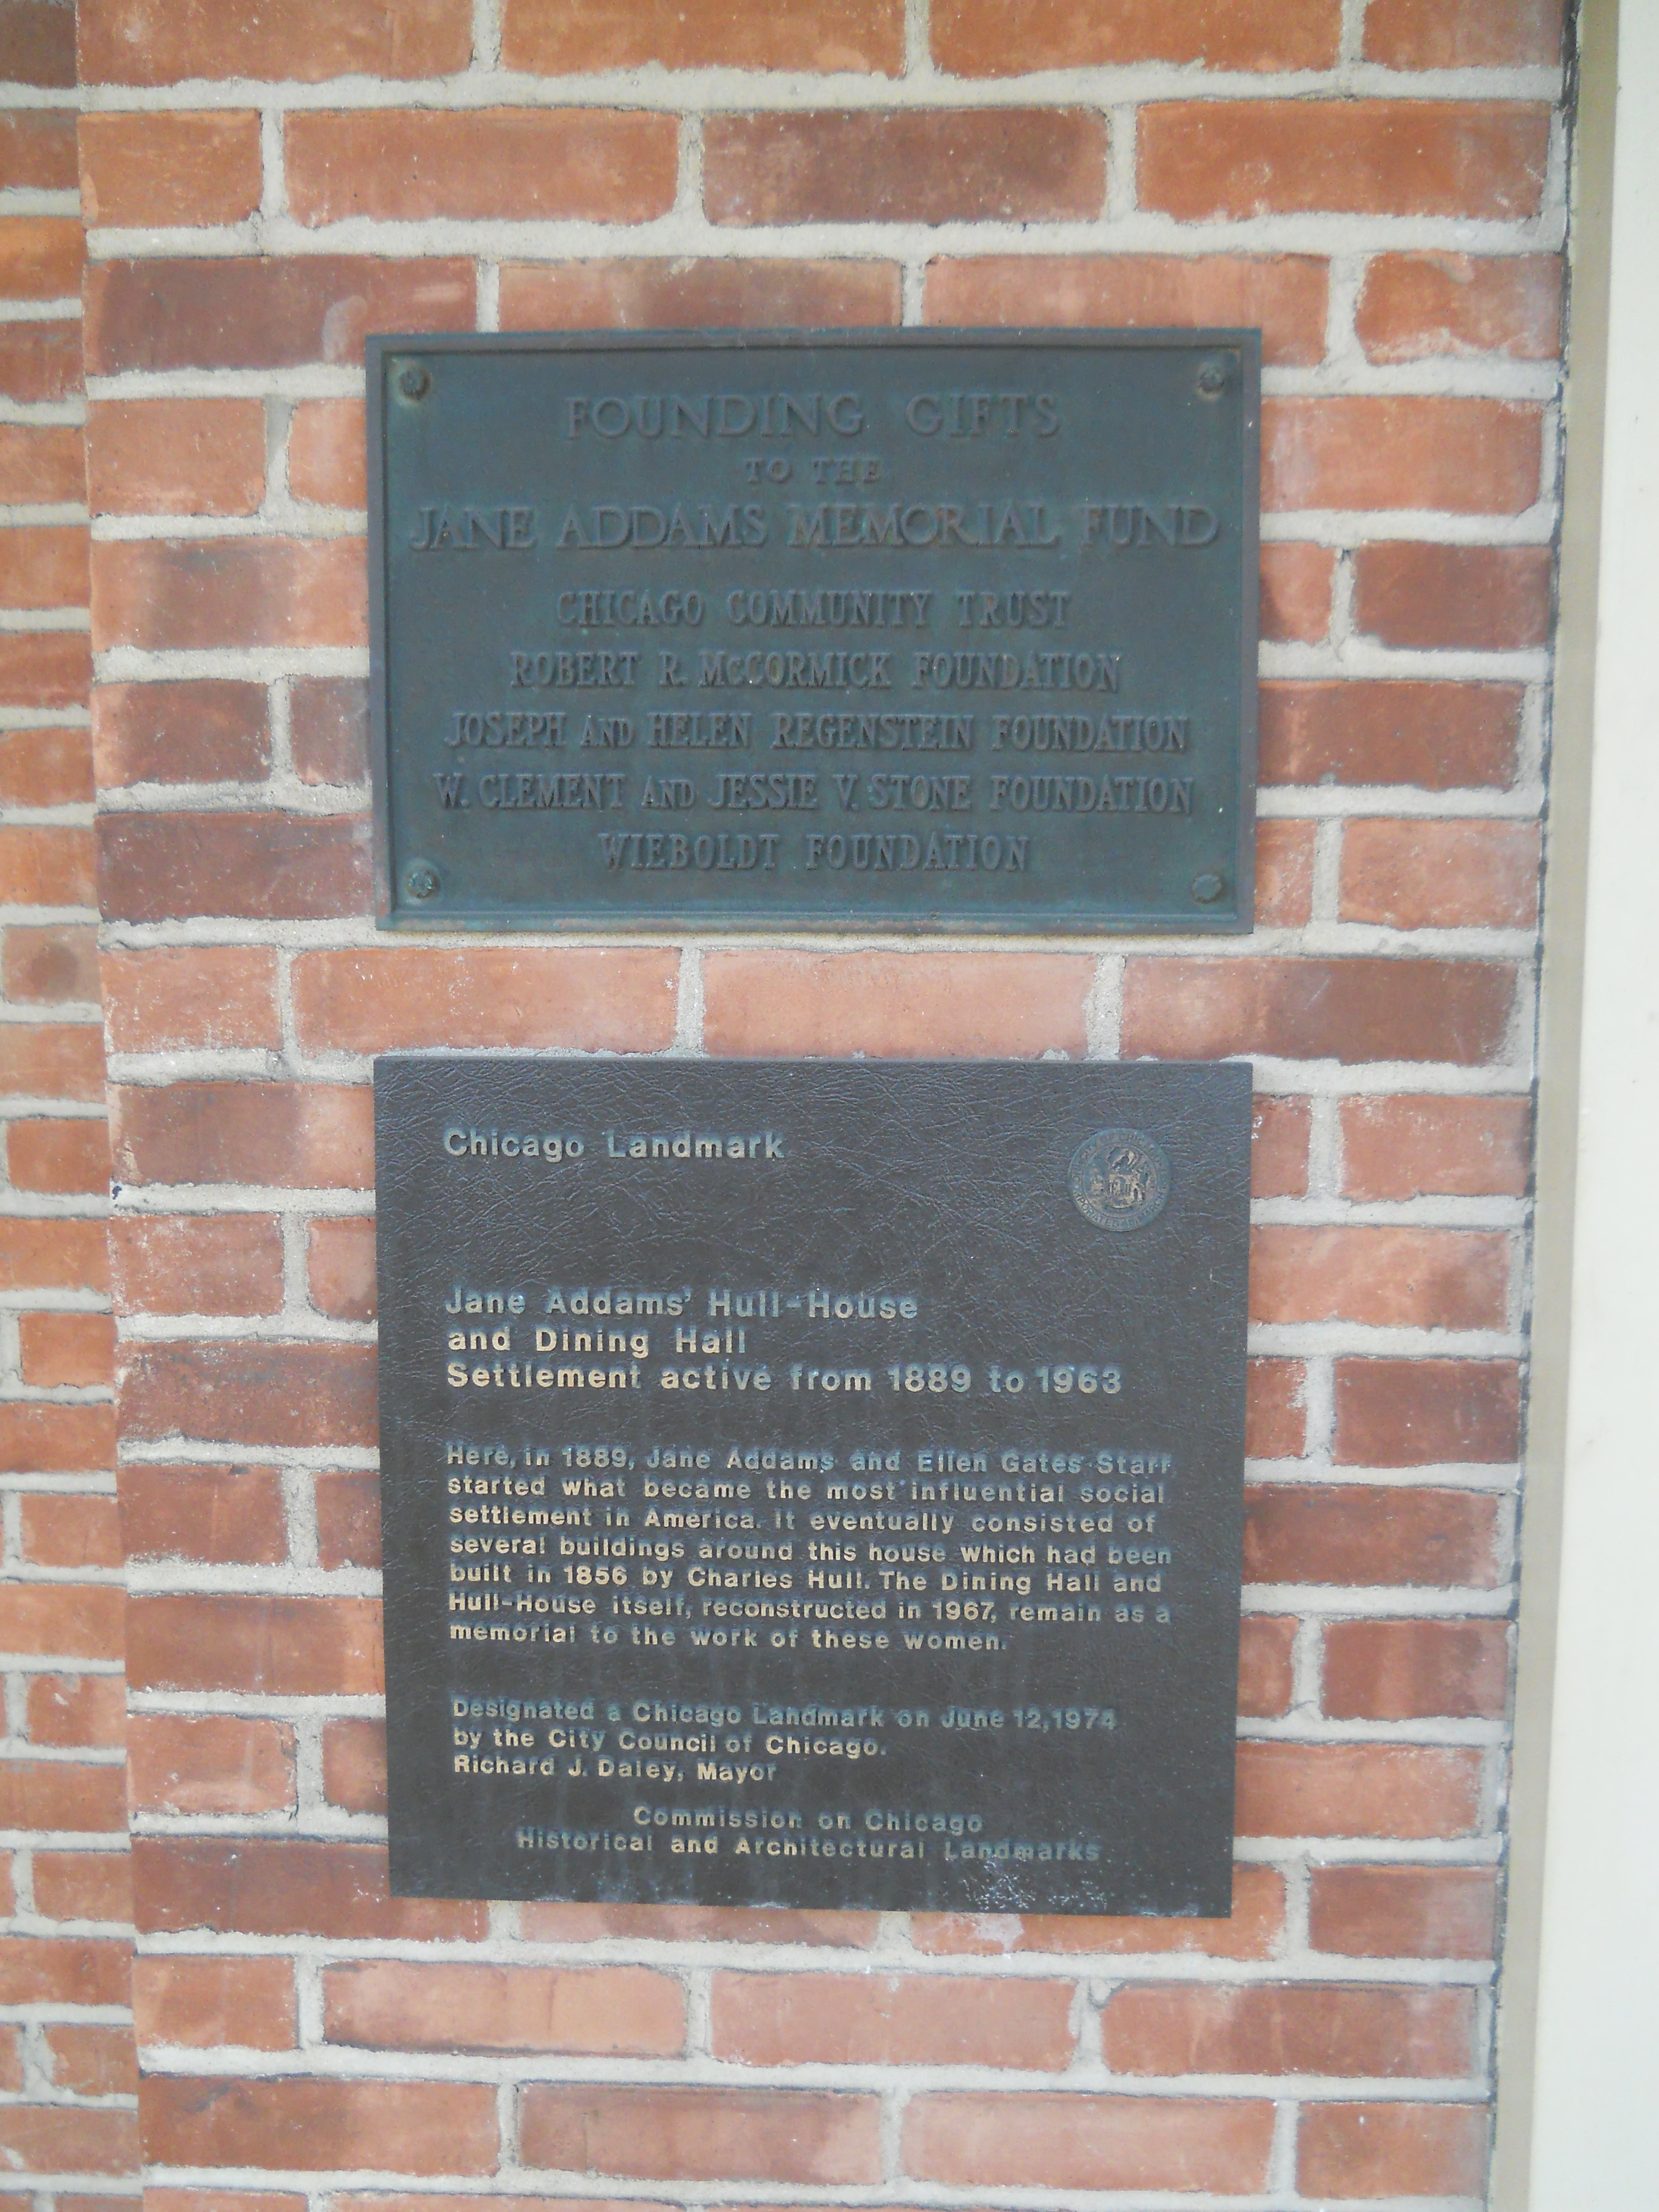 FOUNDING GIFTS
TO THE
JANE ADDAMS MEMORIAL FUND
CHICAGO COMMUNITY TRUST
ROBERT R. McCORMICK FOUNDATION
JOSEPH AND HELEN REGENSTEIN FOUNDATION
W. CLEMENT AND JESSIE V. STONE FOUNDATION
WIEBOLDT FOUNDATION
Chicago Landmark
Jane Addams' Hull-House
and Dining Hall
Settlement active from 1889 to 1963
Here, in 1889, Jane Addams and Ellen Gates Starr
started what became the most influential social
settlement in America. It eventually consisted of
several buildings around this house which had been
built in 1856 by Charles Hull. The Dining Hall and
Hull-House itself, reconstructed in 1967, remain as a
memorial to the work of these women.
Designated a Chicago Landmark on June 12, 1974
by the City Council of Chicago.
Richard J. Daley, Mayor
Commission on Chicago
Historical and Architectural Landmarks